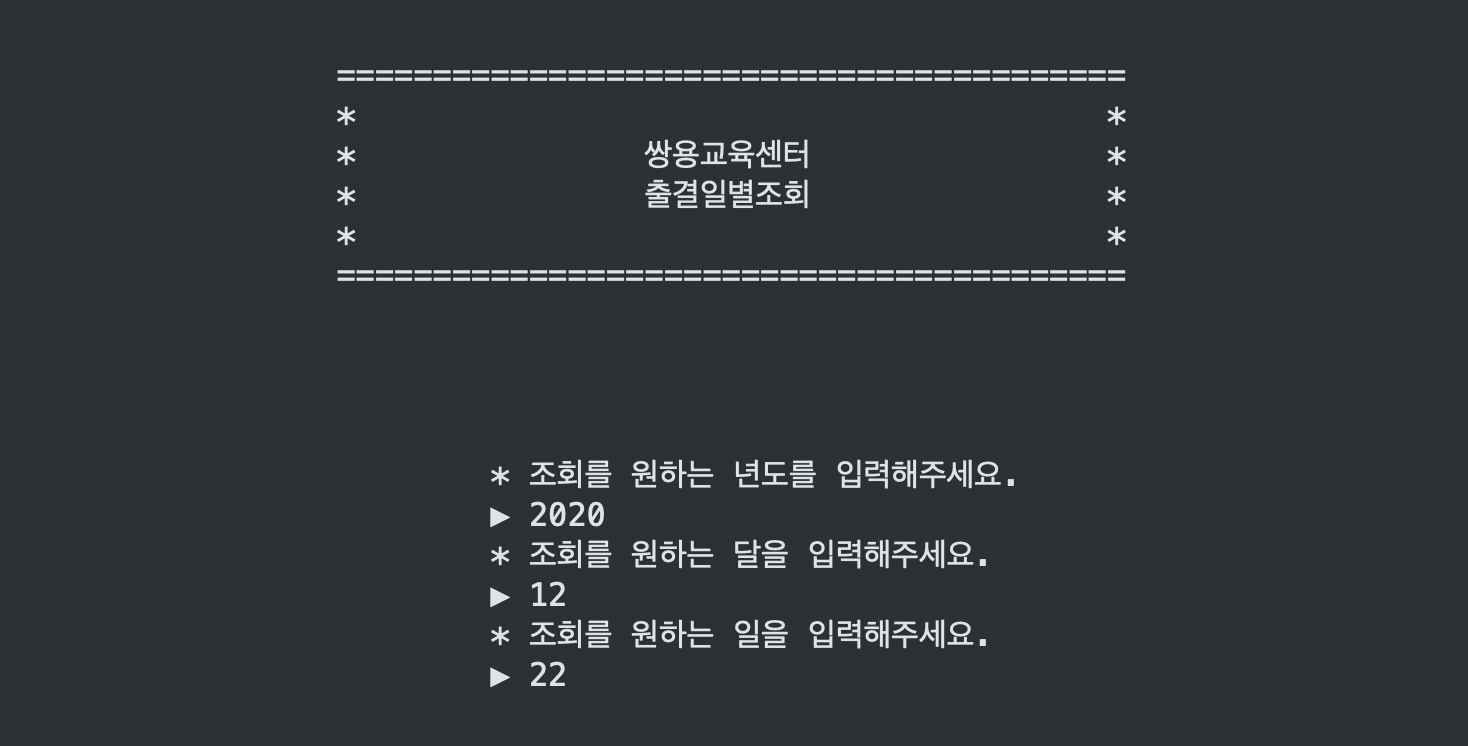 =========================================
* *
* 쌍용교육센터 *
* 출결일별조회 *
* *
=========================================
* 조회를 원하는 년도를 입력해주세요.
▶ 2020
* 조회를 원하는 달을 입력해주세요.
▶ 12
* 조회를 원하는 일을 입력해주세요.
▶ 22